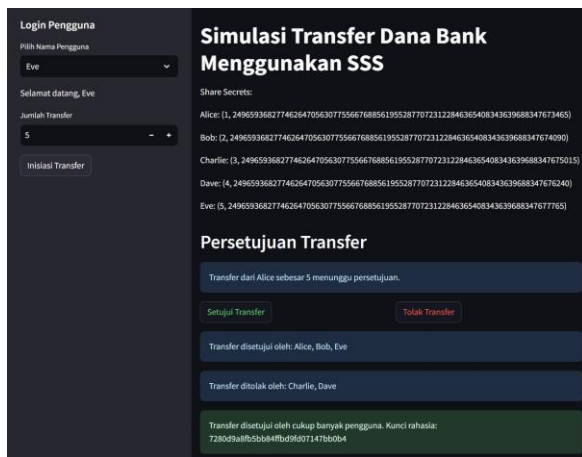 Login Pengguna
Pilih Nama Pengguna
Eve
Selamat datang, Eve
Jumlah Transfer
5
Inisiasi Transfer
Simulasi Transfer Dana Bank
Menggunakan SSS
Share Secrets:
Alice: (1, 24965936827746264705630775566768856195528770723122846365408343639688347673465)
Bob: (2, 24965936827746264705630775566768856195528770723122846365408343639688347674090)
Charlie: (3, 24965936827746264705630775566768856195528770723122846365408343639688347675015)
Dave: (4, 24965936827746264705630775566768856195528770723122846365408343639688347676240)
Eve: (5, 24965936827746264705630775566768856195528770723122846365408343639688347677765)
Persetujuan Transfer
Transfer dari Alice sebesar 5 menunggu persetujuan.
Setujui Transfer
Tolak Transfer
Transfer disetujui oleh: Alice, Bob, Eve
Transfer ditolak oleh: Charlie, Dave
Transfer disetujui oleh cukup banyak pengguna. Kunci rahasia:
7280d9a8fb5bb84ffbd9fd07147bb0b4